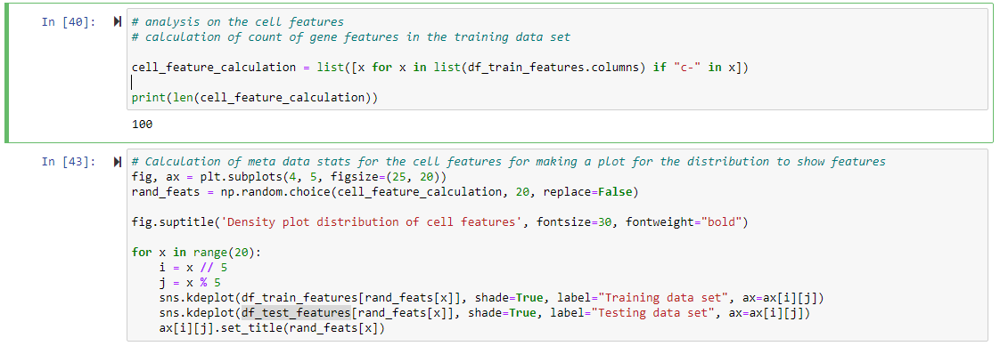 In [40]:
# analysis on the cell features
# calculation of count of gene features in the training data set
cell_feature_calculation = list([x for x in list(df_train_features.columns) if "c-" in x])
print(len(cell_feature_calculation))
100
In [43]:
# Calculation of meta data stats for the cell features for making a plot for the distribution to show features
fig, ax = plt.subplots(4, 5, figsize=(25, 20))
rand_feats = np.random.choice(cell_feature_calculation, 20, replace=False)
fig.suptitle('Density plot distribution of cell features', fontsize=30, fontweight="bold")
for x in range(20):
    i = x // 5
    j = x % 5
    sns.kdeplot(df_train_features[rand_feats[x]], shade=True, label="Training data set", ax=ax[i][j])
    sns.kdeplot(df_test_features[rand_feats[x]], shade=True, label="Testing data set", ax=ax[i][j])
    ax[i][j].set_title(rand_feats[x])